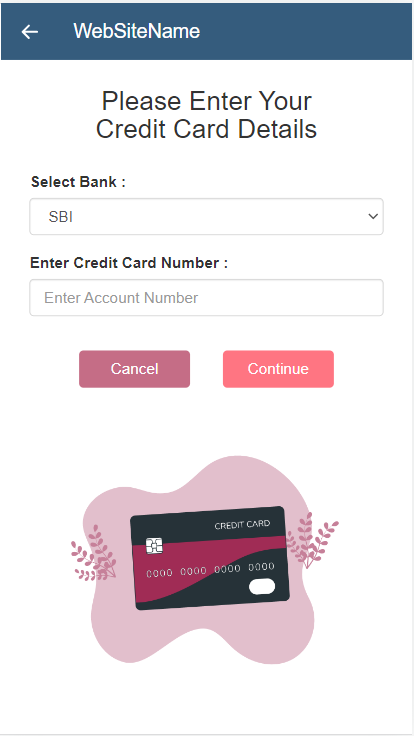 WebSiteName
Please Enter Your
Credit Card Details
Select Bank :
SBI
Enter Credit Card Number :
Enter Account Number
Cancel Continue
CREDIT CARD
0000 0000 0000 0000